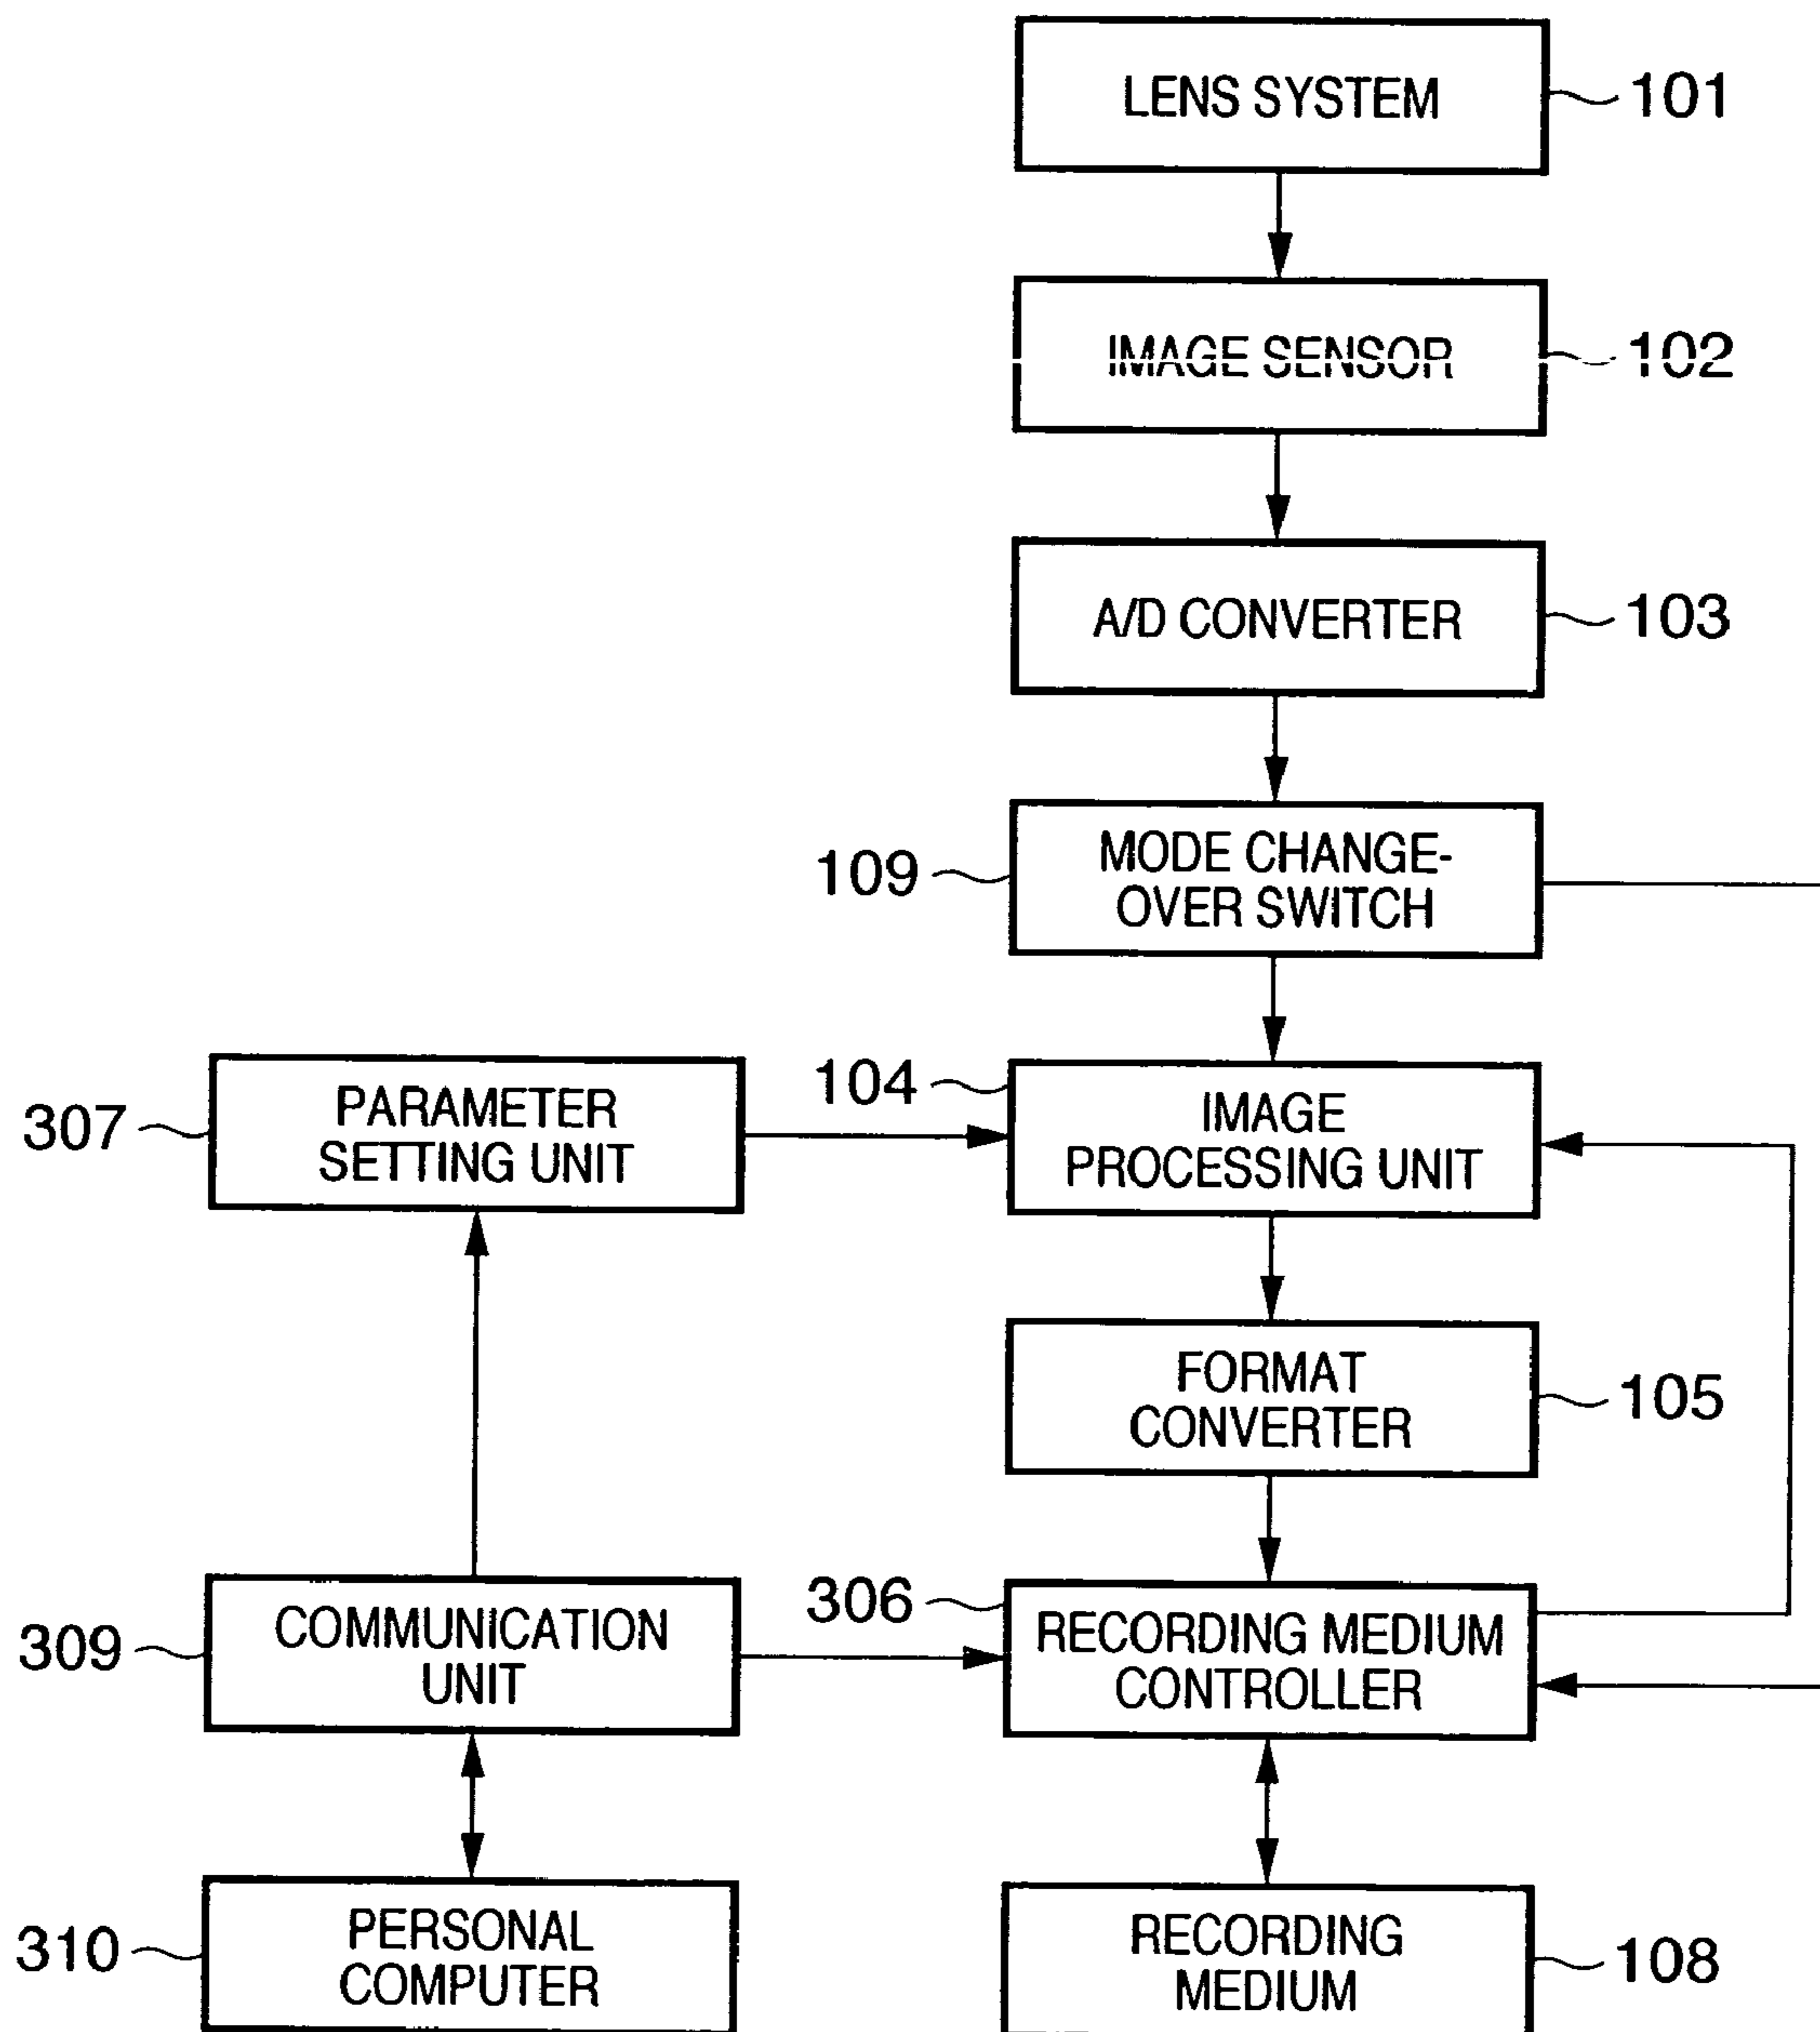 LENS SYSTEM
101
IMAGE SENSOR
102
A/D CONVERTER
103
109
MODE CHANGE-
OVER SWITCH
307
PARAMETER
SETTING UNIT
104
IMAGE
PROCESSING UNIT
FORMAT
CONVERTER
105
309
COMMUNICATION
UNIT
306
RECORDING MEDIUM
CONTROLLER
310
PERSONAL
COMPUTER
RECORDING
MEDIUM
108